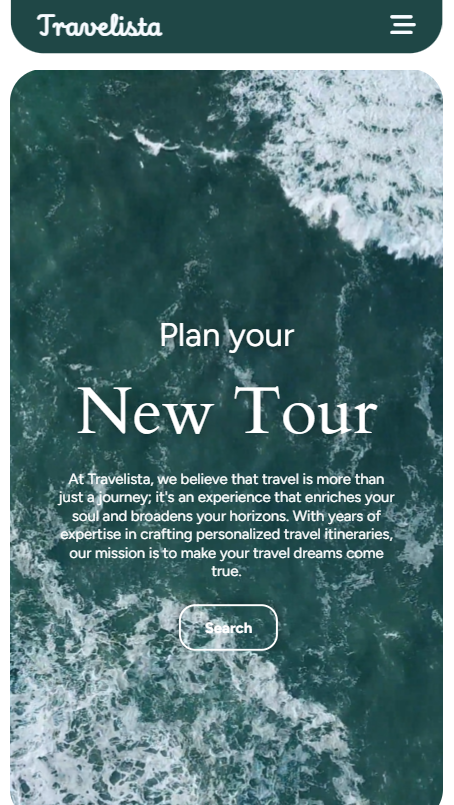 Travelista
Plan your
New Tour
At Travelista, we believe that travel is more than
just a journey; it's an experience that enriches your
soul and broadens your horizons. With years of
expertise in crafting personalized travel itineraries,
our mission is to make your travel dreams come
true.
Search